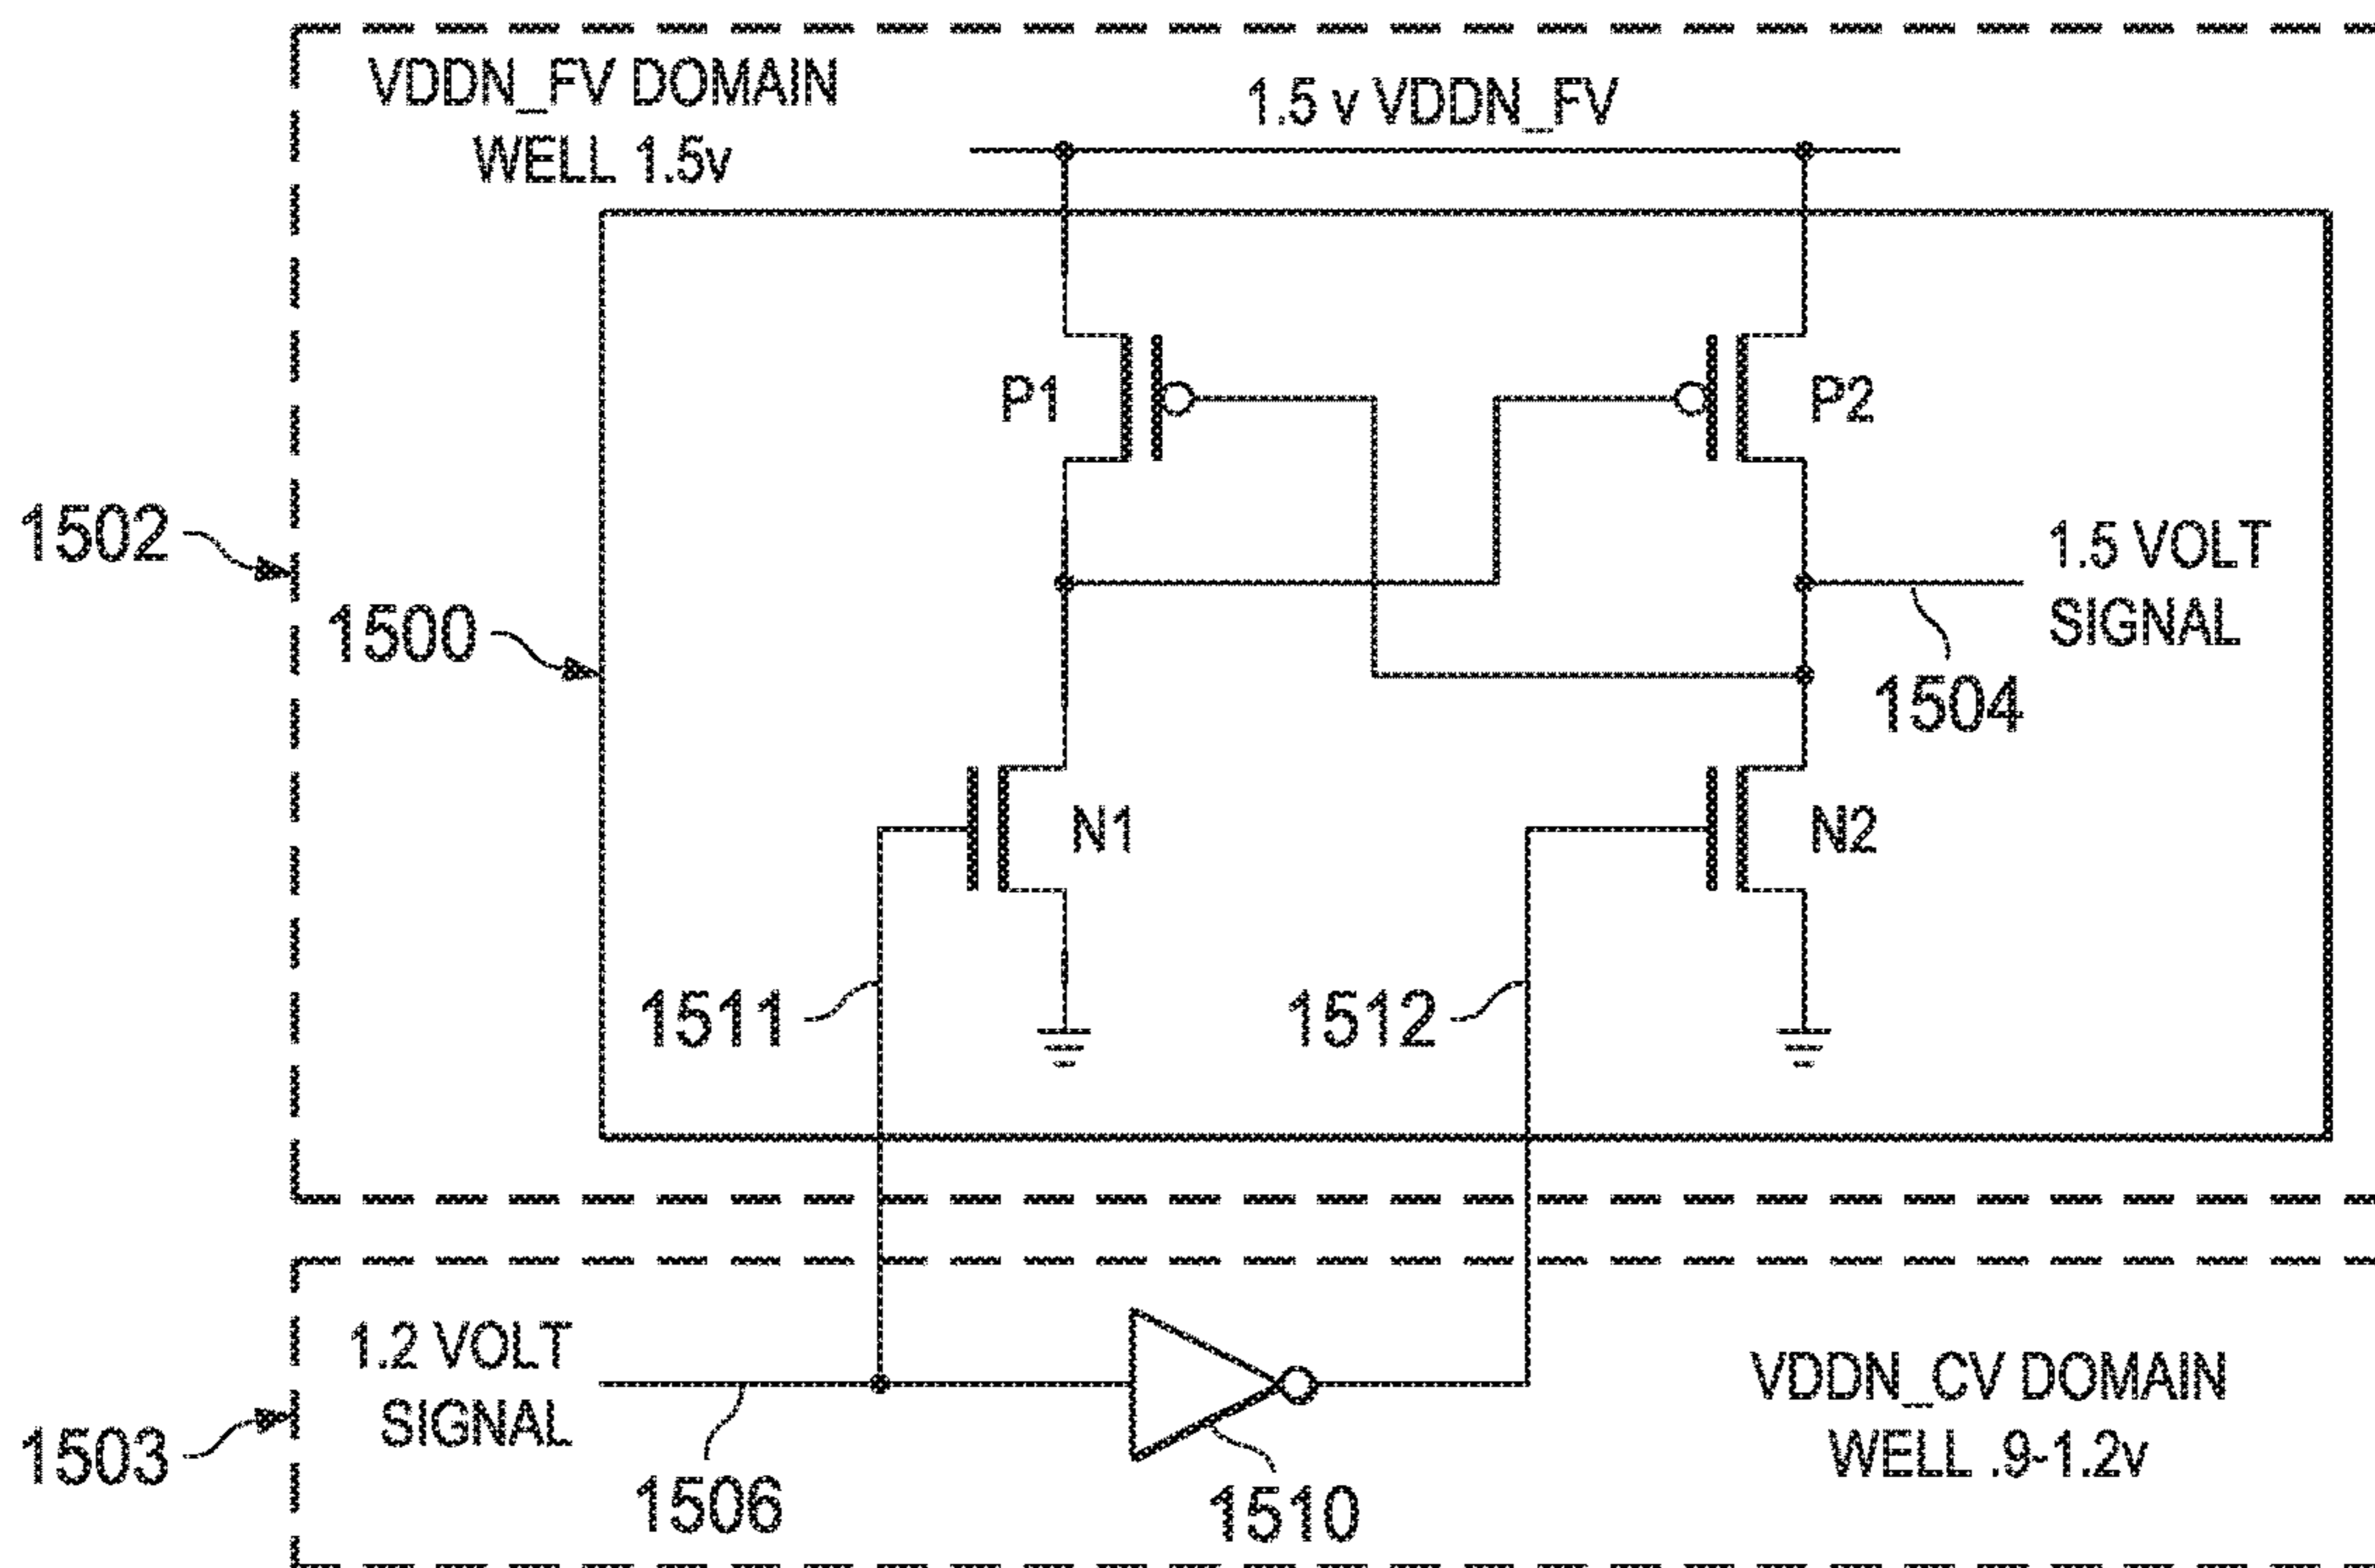 VDDN_FV DOMAIN
WELL 1.5v
1.5 v VDDN_FV
P1
P2
1502
1500
1.5 VOLT
SIGNAL
1504
N1
N2
1511
1512
1.2 VOLT
SIGNAL
VDDN_CV DOMAIN
WELL .9-1.2v
1503
1506
1510